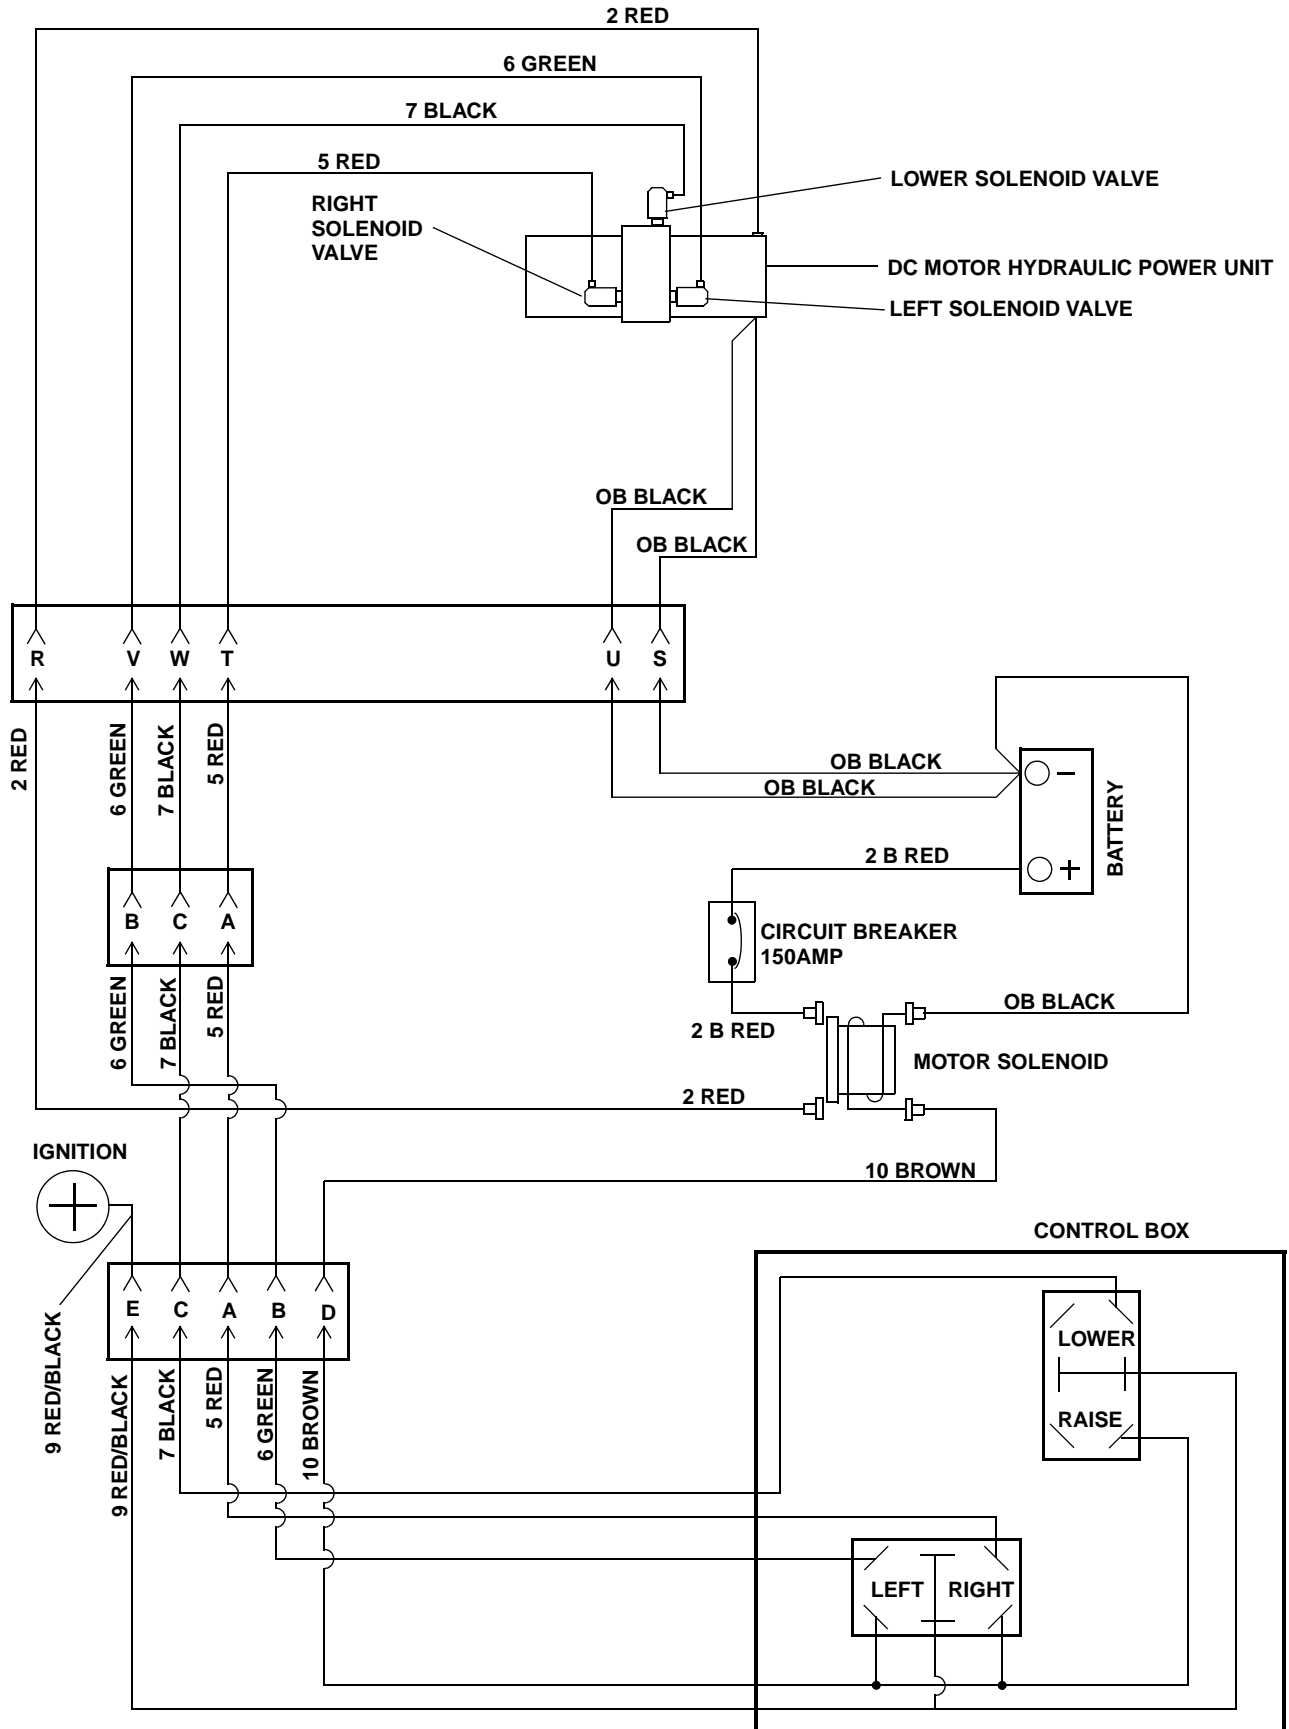 2 RED
6 GREEN
7 BLACK
5 RED
LOWER SOLENOID VALVE
RIGHT
SOLENOID
VALVE
DC MOTOR HYDRAULIC POWER UNIT
LEFT SOLENOID VALVE
OB BLACK
OB BLACK
R
V
W
T
U
S
2 RED
6 GREEN
7 BLACK
5 RED
OB BLACK
OB BLACK
BATTERY
2 B RED
B
C
A
CIRCUIT BREAKER
150AMP
6 GREEN
7 BLACK
5 RED
2 B RED
OB BLACK
MOTOR SOLENOID
2 RED
IGNITION
10 BROWN
CONTROL BOX
E
C
A
B
D
9 RED/BLACK
9 RED/BLACK
7 BLACK
5 RED
6 GREEN
10 BROWN
LOWER
RAISE
LEFT
RIGHT